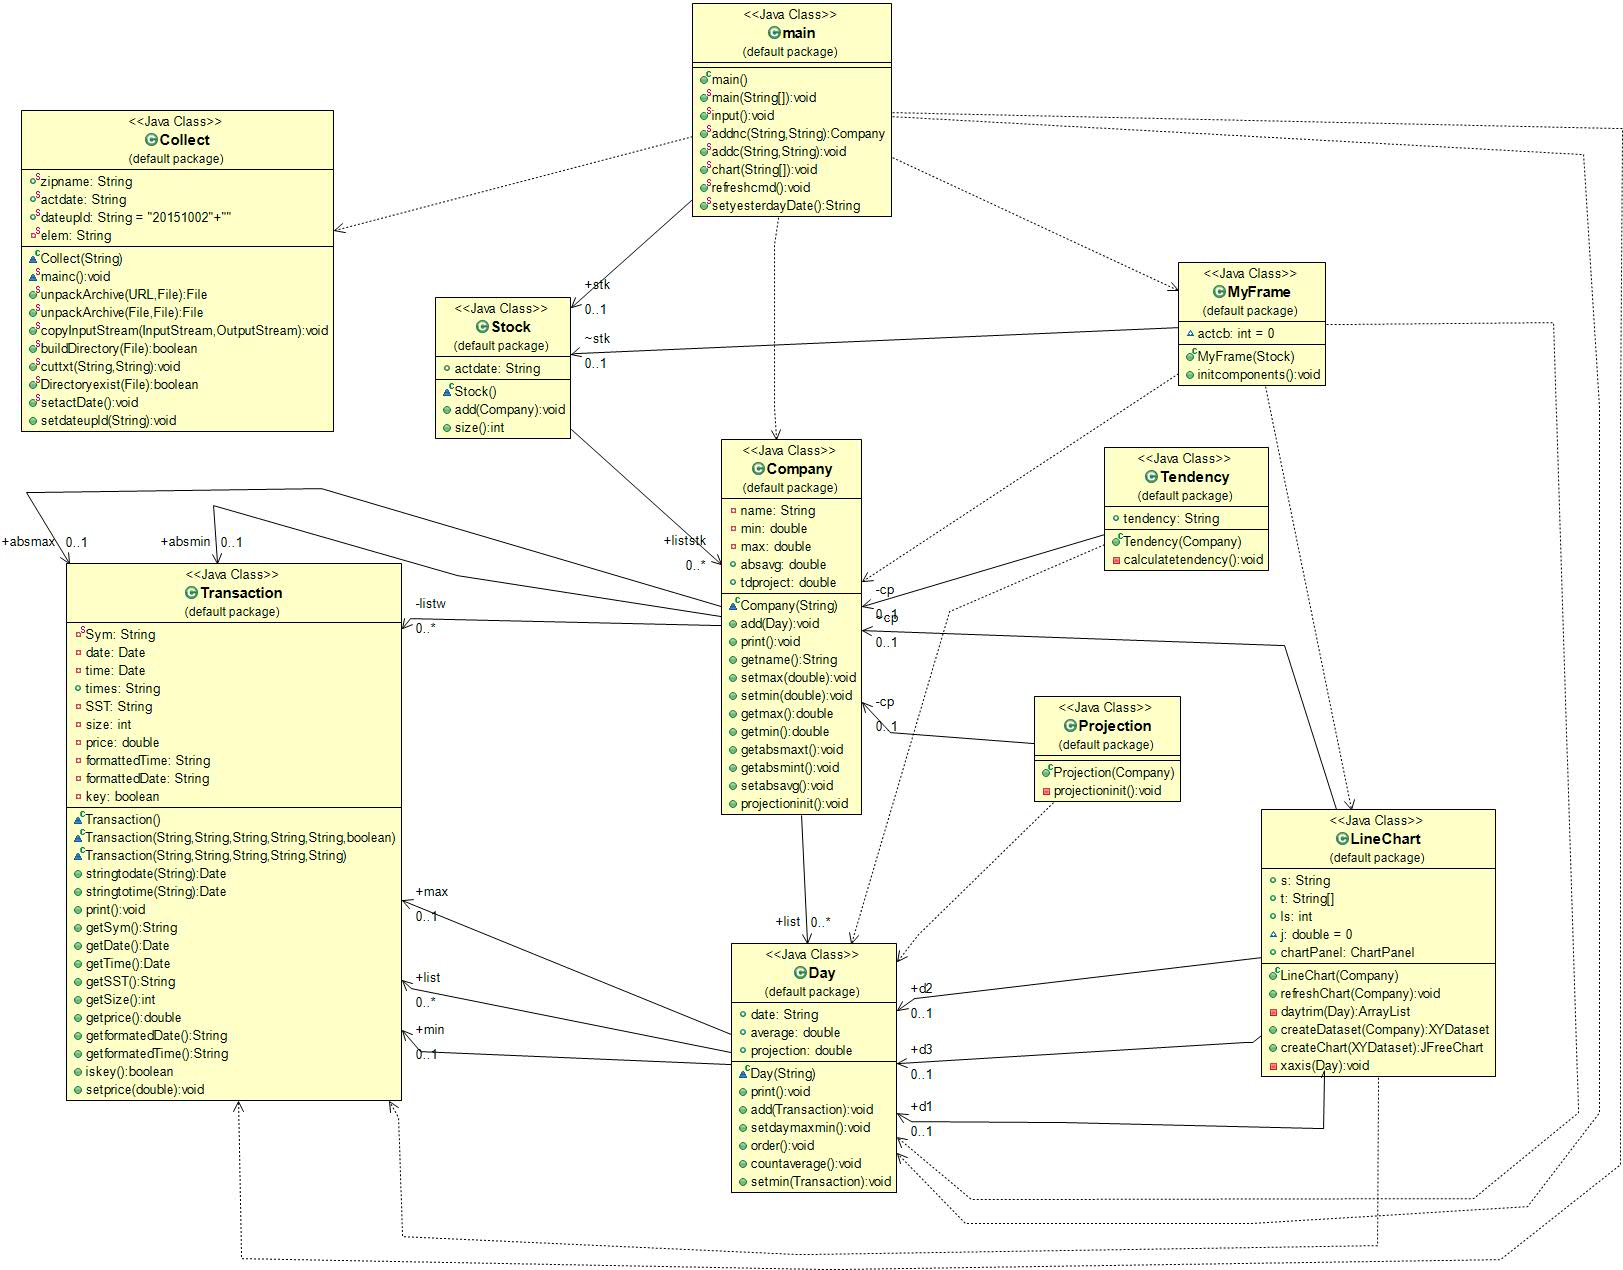 <<Java Class>>
main
(default package)
main()
main(String[]):void
input():void
addnc(String,String):Company
addc(String,String):void
chart(String[]):void
refreshcmd():void
setyesterdayDate():String
<<Java Class>>
Collect
(default package)
zipname: String
actdate: String
dateupld: String = "20151002"+""
elem: String
Collect(String)
mainc():void
unpackArchive(URL,File):File
unpackArchive(File,File):File
copyInputStream(InputStream,OutputStream):void
buildDirectory(File):boolean
cuttxt(String,String):void
Directoryexist(File):boolean
setactDate():void
setdateupld(String):void
<<Java Class>>
MyFrame
(default package)
actcb: int = 0
MyFrame(Stock)
initcomponents():void
+stk
0..1
~stk
0..1
<<Java Class>>
Stock
(default package)
actdate: String
Stock()
add(Company):void
size():int
+liststk
0..*
<<Java Class>>
Company
(default package)
name: String
min: double
max: double
absavg: double
tdproject: double
Company(String)
add(Day):void
print():void
getname():String
setmax(double):void
setmin(double):void
getmax():double
getmin():double
getabsmaxt():void
getabsmint():void
setabsavg():void
projectioninit():void
<<Java Class>>
Tendency
(default package)
tendency: String
Tendency(Company)
calculatetendency():void
+absmax 0..1
+absmin 0..1
-listw
0..*
-cp
0..1
-cp
0..1
-cp
0..1
<<Java Class>>
Transaction
(default package)
Sym: String
date: Date
time: Date
times: String
SST: String
size: int
price: double
formattedTime: String
formattedDate: String
key: boolean
Transaction()
Transaction(String,String,String,String,String,boolean)
Transaction(String,String,String,String,String)
stringtodate(String):Date
stringtotime(String):Date
print():void
getSym():String
getDate():Date
getTime():Date
getSST():String
getSize():int
getprice():double
getformatedDate():String
getformatedTime():String
iskey():boolean
setprice(double):void
<<Java Class>>
Projection
(default package)
Projection(Company)
projectioninit():void
<<Java Class>>
LineChart
(default package)
s: String
t: String[]
ls: int
j: double = 0
chartPanel: ChartPanel
LineChart(Company)
refreshChart(Company):void
daytrim(Day):ArrayList
createDataset(Company):XYDataset
createChart(XYDataset):JFreeChart
xaxis(Day):void
+max
0..1
+list
0..*
+min
0..1
+list 0..*
<<Java Class>>
Day
(default package)
date: String
average: double
projection: double
Day(String)
print():void
add(Transaction):void
setdaymaxmin():void
order():void
countaverage():void
setmin(Transaction):void
+d2
0..1
+d3
0..1
+d1
0..1